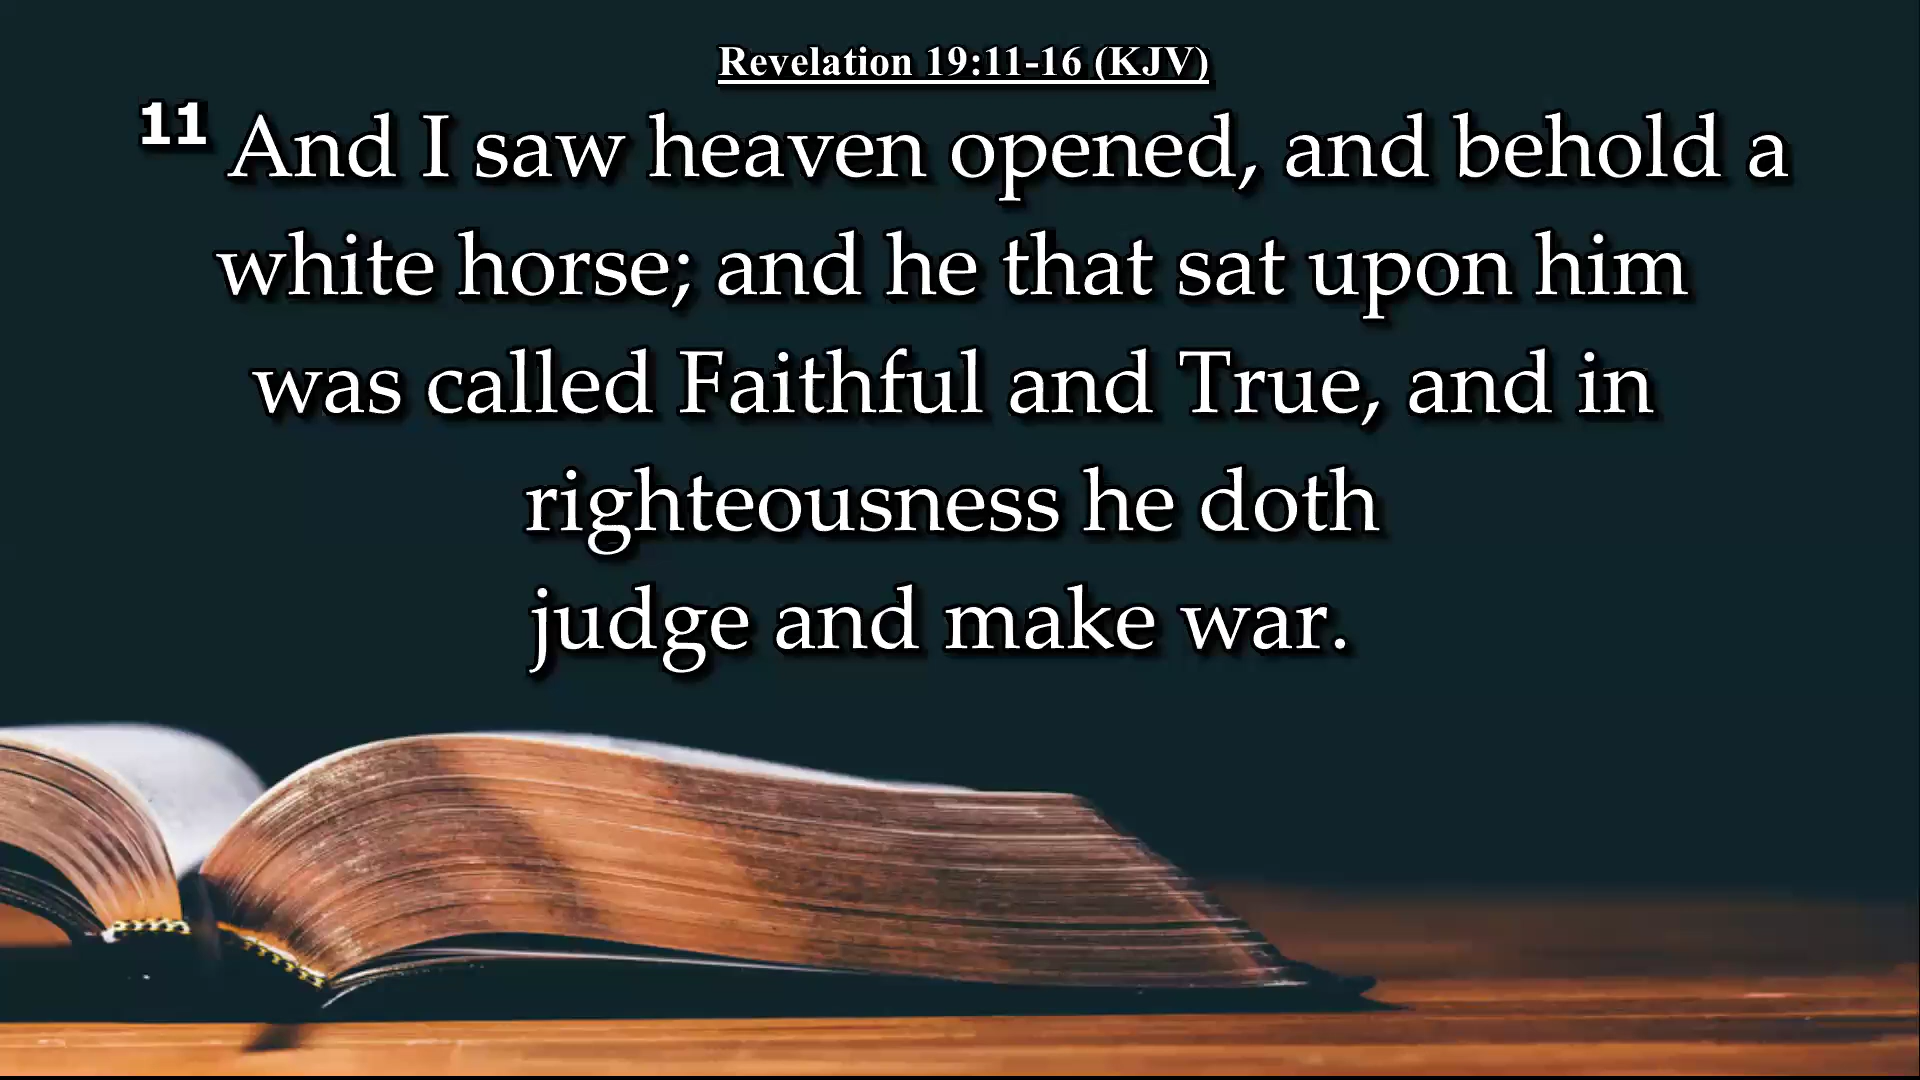 Revelation 19:11-16 (KJV)
11 And I saw heaven opened, and behold a
white horse; and he that sat upon him
was called Faithful and True, and in
righteousness he doth
judge and make war.